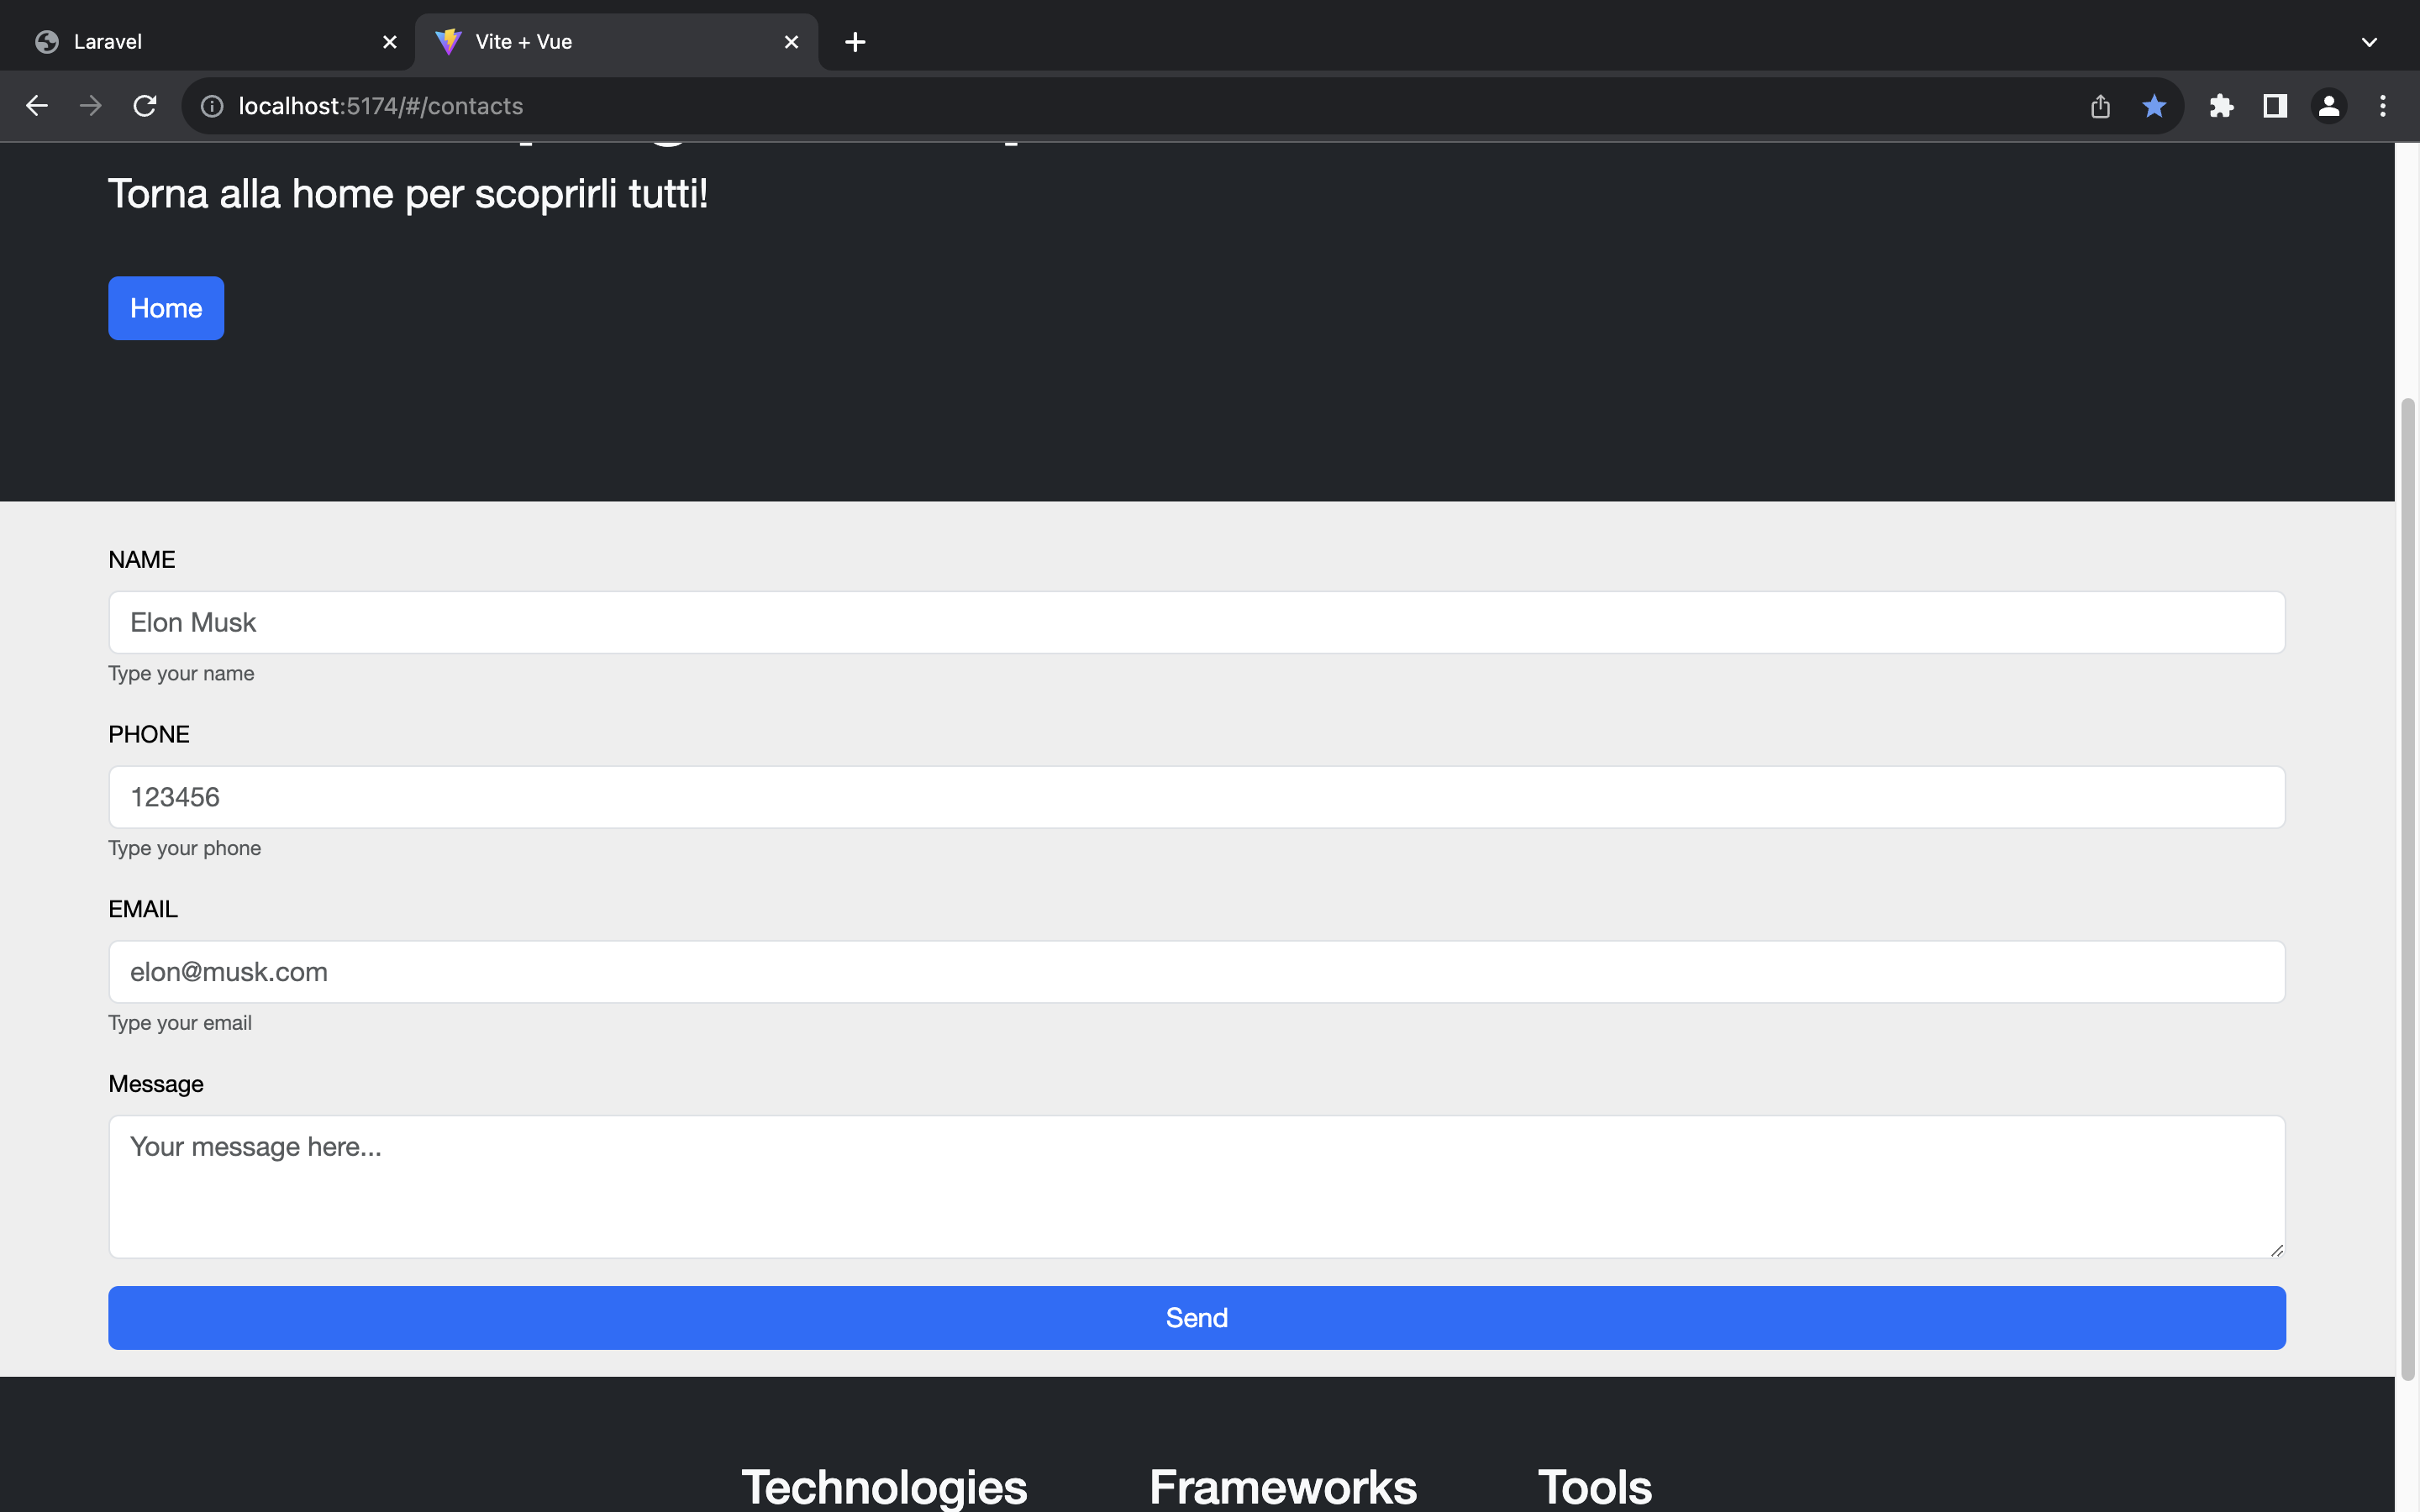 Laravel
Vite + Vue
localhost:5174/#/contacts
Torna alla home per scoprirli tutti!
Home
NAME
Elon Musk
Type your name
PHONE
123456
Type your phone
EMAIL
elon@musk.com
Type your email
Message
Your message here...
Send
Technologies Frameworks Tools